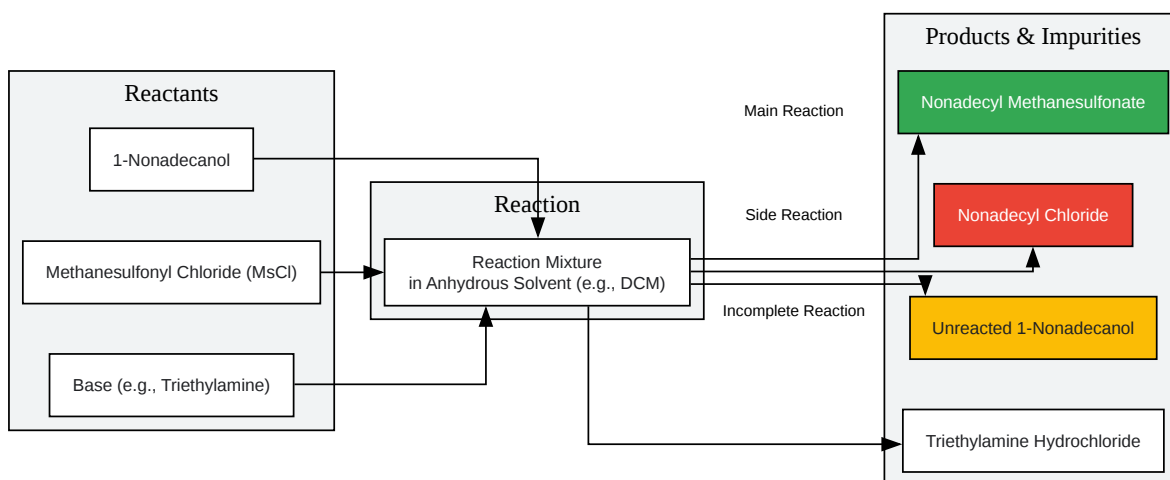 Reactants
1-Nonadecanol
Methanesulfonyl Chloride (MsCl)
Base (e.g., Triethylamine)
Reaction
Reaction Mixture
in Anhydrous Solvent (e.g., DCM)
Main Reaction
Side Reaction
Incomplete Reaction
Products & Impurities
Nonadecyl Methanesulfonate
Nonadecyl Chloride
Unreacted 1-Nonadecanol
Triethylamine Hydrochloride